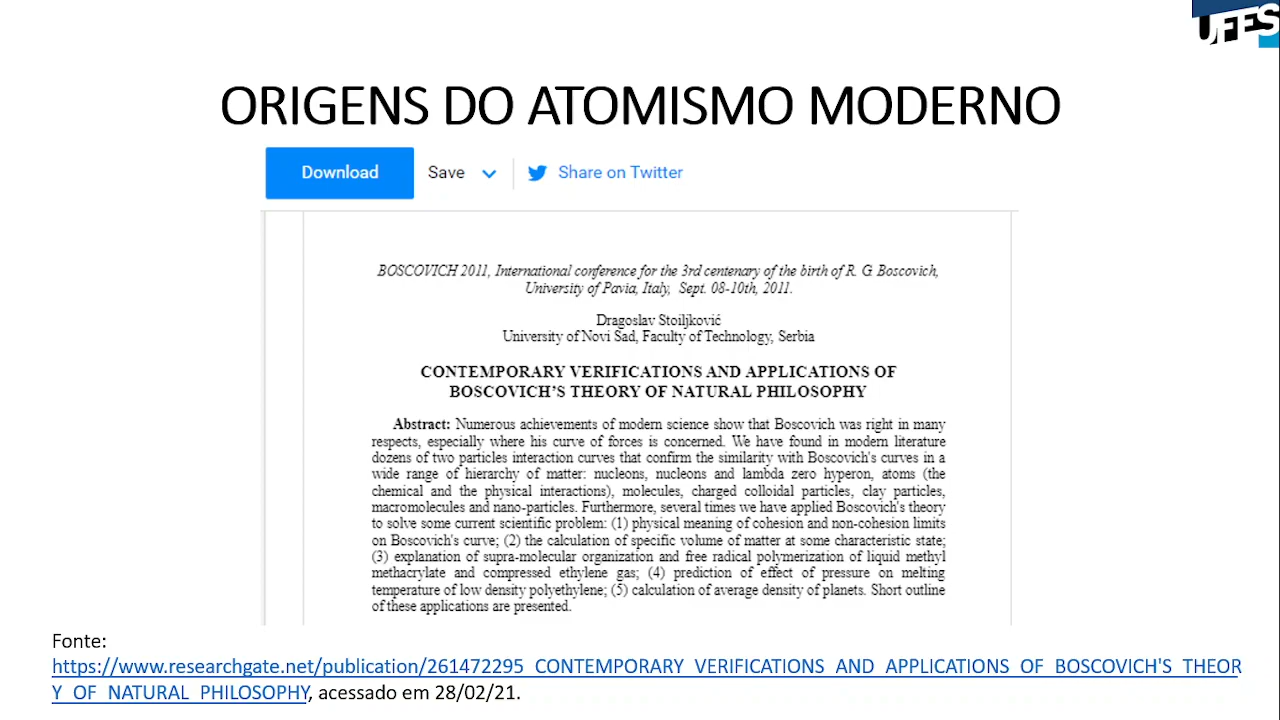 UFES
ORIGENS DO ATOMISMO MODERNO
Download Save Share on Twitter
BOSCOVICH 2011, International conference for the 3rd centenary of the birth of R. G. Boscovich,
University of Pavia, Italy, Sept. 08-10th, 2011.
Dragoslav Stoiljković
University of Novi Sad, Faculty of Technology, Serbia
CONTEMPORARY VERIFICATIONS AND APPLICATIONS OF
BOSCOVICH'S THEORY OF NATURAL PHILOSOPHY
Abstract: Numerous achievements of modern science show that Boscovich was right in many
respects, especially where his curve of forces is concerned. We have found in modern literature
dozens of two particles interaction curves that confirm the similarity with Boscovich's curves in a
wide range of hierarchy of matter: nucleons, nucleons and lambda zero hyperon, atoms (the
chemical and the physical interactions), molecules, charged colloidal particles, clay particles,
macromolecules and nano-particles. Furthermore, several times we have applied Boscovich's theory
to solve some current scientific problem: (1) physical meaning of cohesion and non-cohesion limits
on Boscovich's curve; (2) the calculation of specific volume of matter at some characteristic state;
(3) explanation of supra-molecular organization and free radical polymerization of liquid methyl
methacrylate and compressed ethylene gas; (4) prediction of effect of pressure on melting
temperature of low density polyethylene; (5) calculation of average density of planets. Short outline
of these applications are presented.
Fonte:
https://www.researchgate.net/publication/261472295_CONTEMPORARY_VERIFICATIONS_AND_APPLICATIONS_OF_BOSCOVICH'S_THEOR
Y_OF_NATURAL_PHILOSOPHY, acessado em 28/02/21.